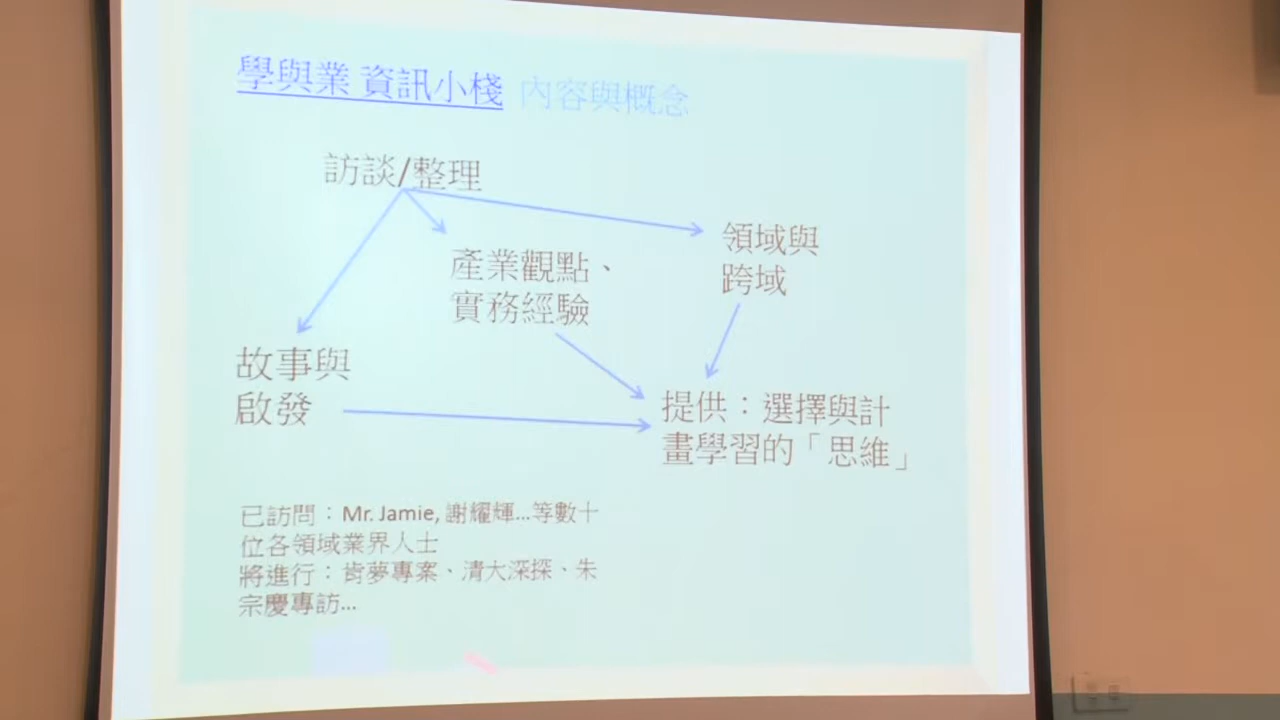 學與業 資訊小棧 內容與概念
訪談/整理
產業觀點、
實務經驗
領域與
跨域
故事與
啟發
提供：選擇與計
畫學習的「思維」
已訪問：Mr. Jamie, 謝耀輝...等數十
位各領域業界人士
將進行：肯夢專案、清大深探、朱
宗慶專訪...